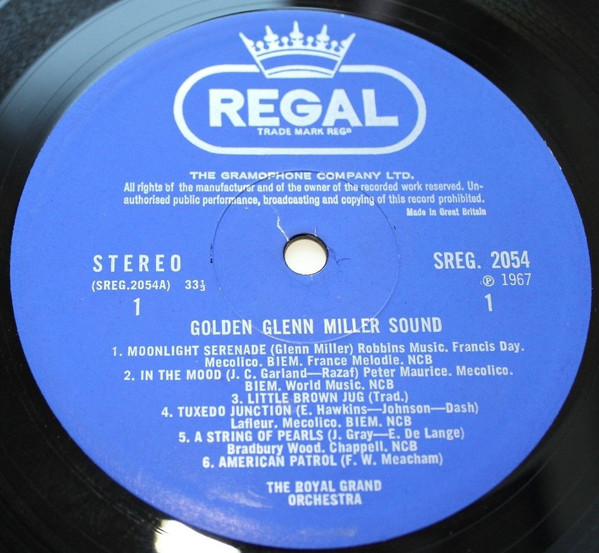 REGAL
TRADE MARK REGD
THE GRAMOPHONE COMPANY LTD.
All rights of the manufacturer and of the owner of the recorded work reserved. Un-
authorised public performance, broadcasting and copying of this record prohibited.
Made in Great Britain
STEREO
(SREG.2054A) 33⅓
1
SREG. 2054
Ⓟ 1967
1
GOLDEN GLENN MILLER SOUND
1. MOONLIGHT SERENADE (Glenn Miller) Robbins Music. Francis Day.
Mecolico. BIEM. France Melodie. NCB
2. IN THE MOOD (J. C. Garland—Razaf) Peter Maurice. Mecolico.
BIEM. World Music. NCB
3. LITTLE BROWN JUG (Trad.)
4. TUXEDO JUNCTION (E. Hawkins—Johnson—Dash)
Lafleur. Mecolico. BIEM. NCB
5. A STRING OF PEARLS (J. Gray—E. De Lange)
Bradbury Wood. Chappell. NCB
6. AMERICAN PATROL (F. W. Meacham)
THE ROYAL GRAND
ORCHESTRA